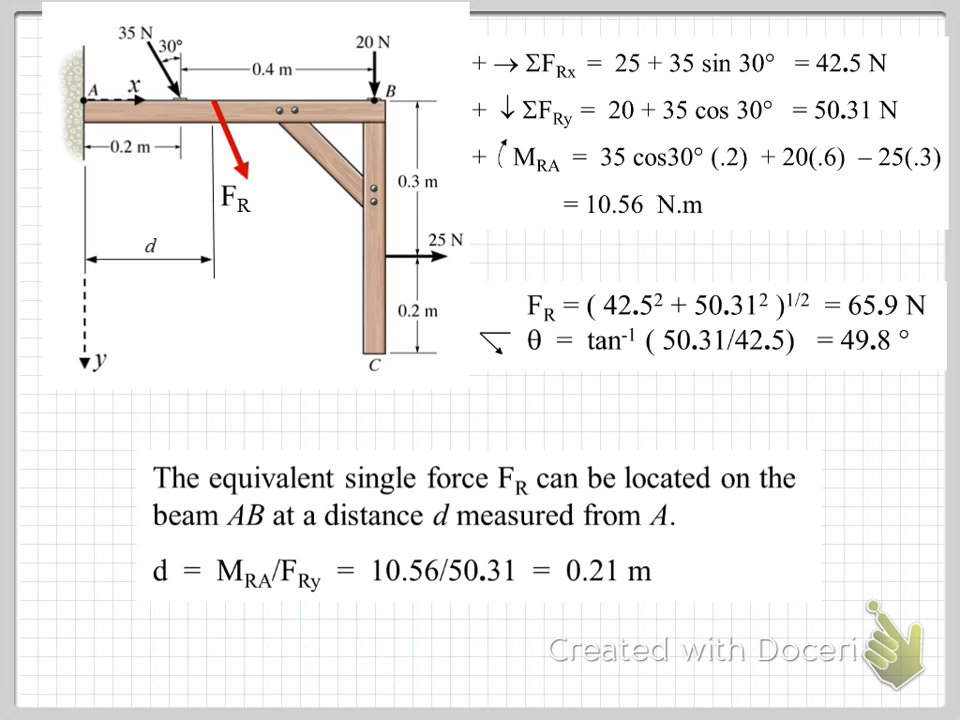 35 N
30°
20 N
0.4 m
A
x
B
0.2 m
F_R
0.3 m
d
25 N
0.2 m
y
C
+ → ΣF_Rx = 25 + 35 sin 30° = 42.5 N
+ ↓ ΣF_Ry = 20 + 35 cos 30° = 50.31 N
+ M_RA = 35 cos30° (.2) + 20(.6) – 25(.3)
= 10.56 N.m
F_R = ( 42.5² + 50.31² )^1/2 = 65.9 N
θ = tan⁻¹ ( 50.31/42.5) = 49.8 °
The equivalent single force F_R can be located on the
beam AB at a distance d measured from A.
d = M_RA/F_Ry = 10.56/50.31 = 0.21 m
Created with Doceri